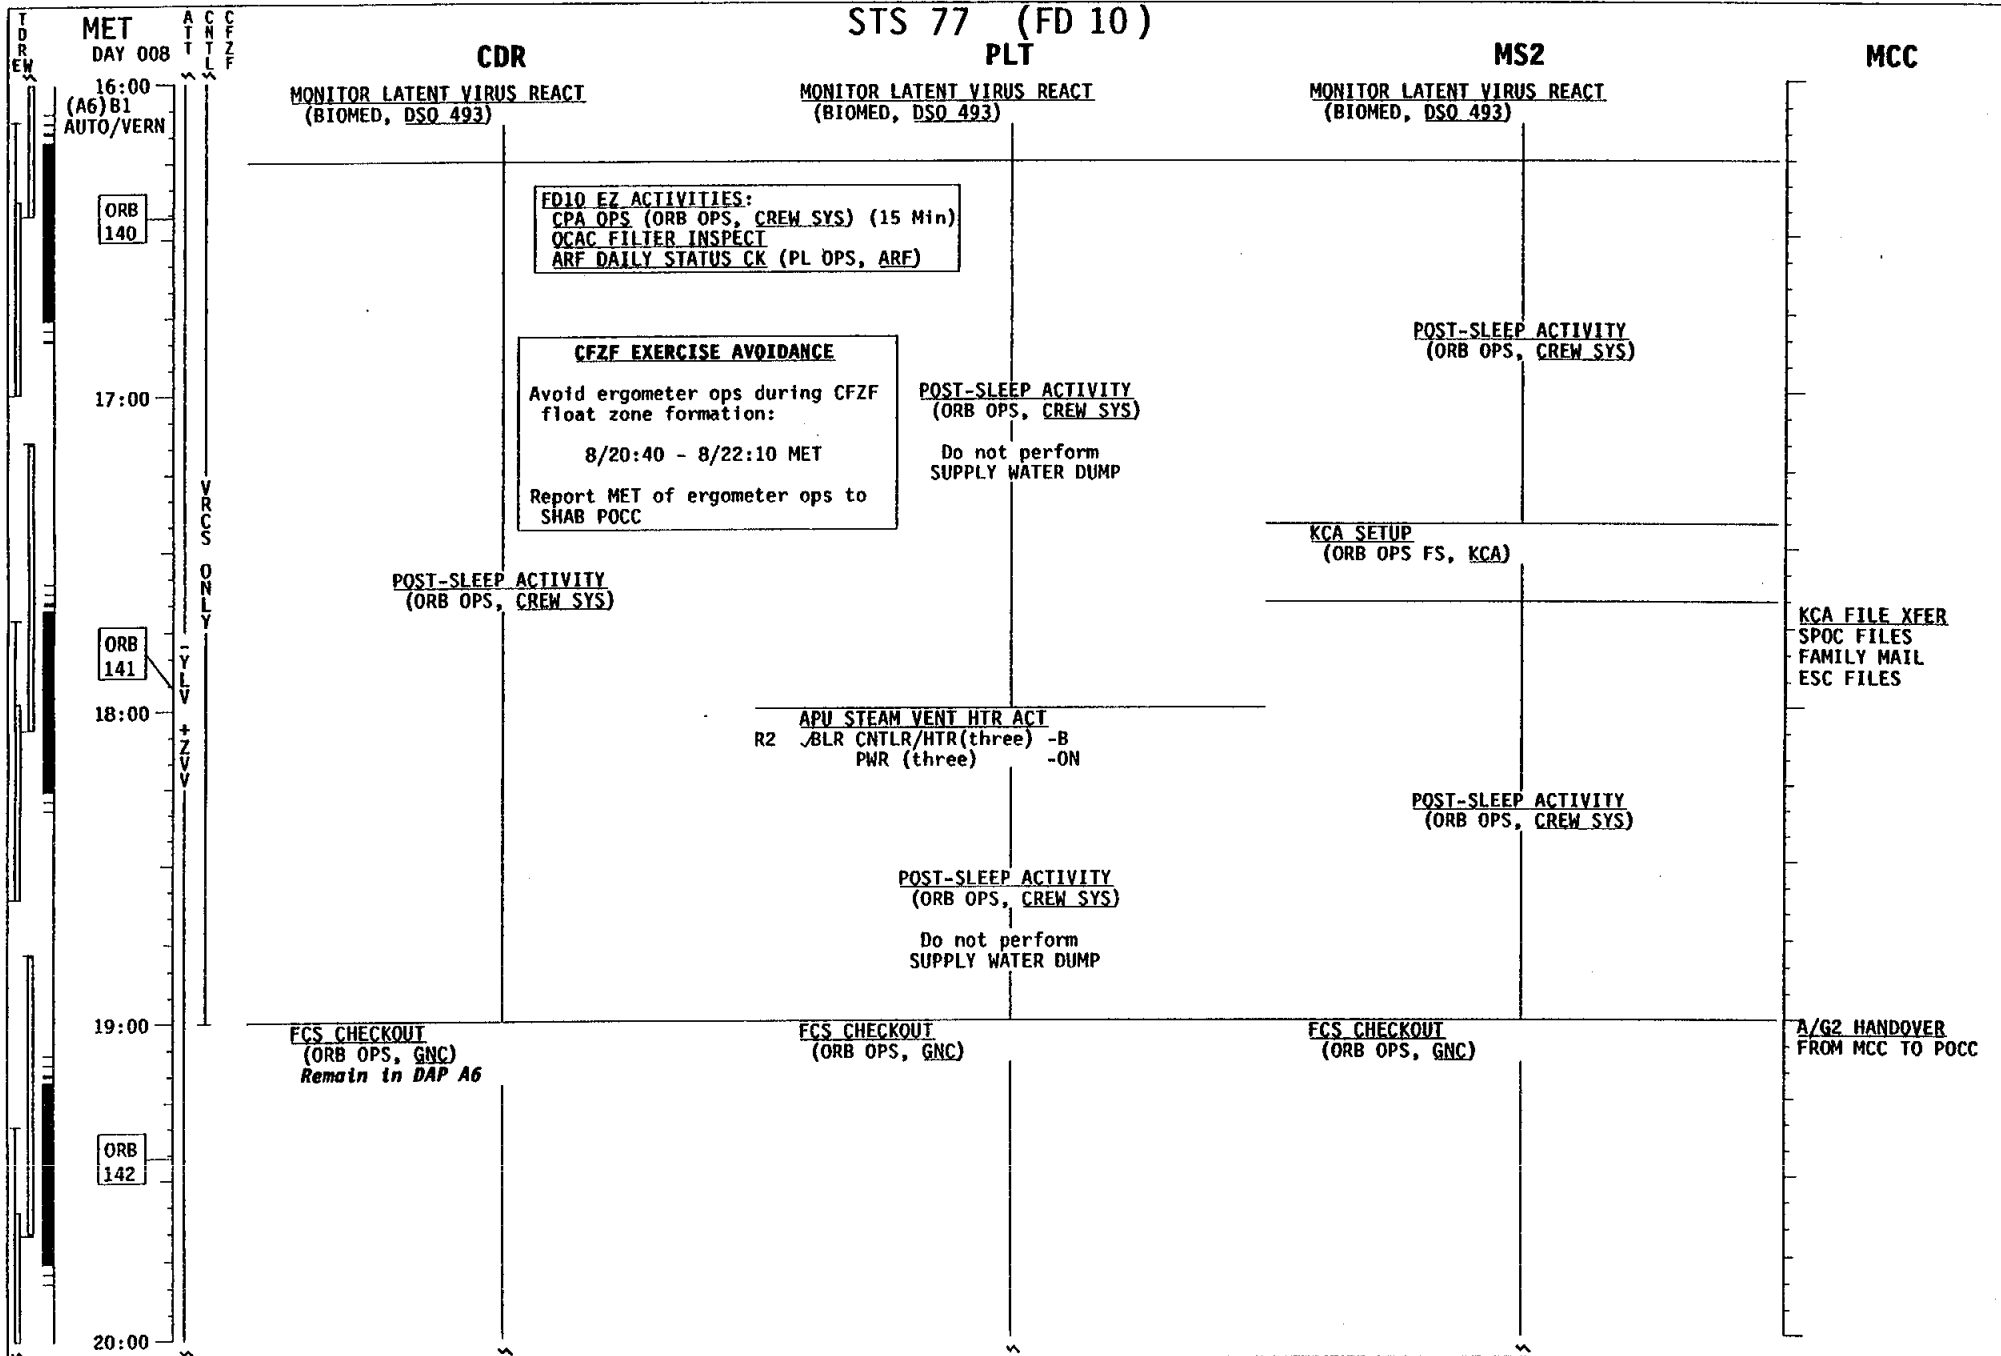 STS 77 (FD 10)
TDRE W
MET
DAY 008
ATT
CNTL
CFZF
CDR
PLT
MS2
MCC
16:00
(A6)B1
AUTO/VERN
MONITOR LATENT VIRUS REACT
(BIOMED, DSO 493)
MONITOR LATENT VIRUS REACT
(BIOMED, DSO 493)
MONITOR LATENT VIRUS REACT
(BIOMED, DSO 493)
ORB
140
FD10 EZ ACTIVITIES:
CPA OPS (ORB OPS, CREW SYS) (15 Min)
OCAC FILTER INSPECT
ARF DAILY STATUS CK (PL OPS, ARF)
CFZF EXERCISE AVOIDANCE
Avoid ergometer ops during CFZF
float zone formation:
8/20:40 - 8/22:10 MET
Report MET of ergometer ops to
SHAB POCC
POST-SLEEP ACTIVITY
(ORB OPS, CREW SYS)
17:00
POST-SLEEP ACTIVITY
(ORB OPS, CREW SYS)
Do not perform
SUPPLY WATER DUMP
VRCS ONLY
KCA SETUP
(ORB OPS FS, KCA)
POST-SLEEP ACTIVITY
(ORB OPS, CREW SYS)
KCA FILE XFER
SPOC FILES
FAMILY MAIL
ESC FILES
ORB
141
-YLV +ZVV
18:00
APU STEAM VENT HTR ACT
R2 √BLR CNTLR/HTR(three) -B
PWR (three) -ON
POST-SLEEP ACTIVITY
(ORB OPS, CREW SYS)
POST-SLEEP ACTIVITY
(ORB OPS, CREW SYS)
Do not perform
SUPPLY WATER DUMP
19:00
FCS CHECKOUT
(ORB OPS, GNC)
Remain in DAP A6
FCS CHECKOUT
(ORB OPS, GNC)
FCS CHECKOUT
(ORB OPS, GNC)
A/G2 HANDOVER
FROM MCC TO POCC
ORB
142
20:00